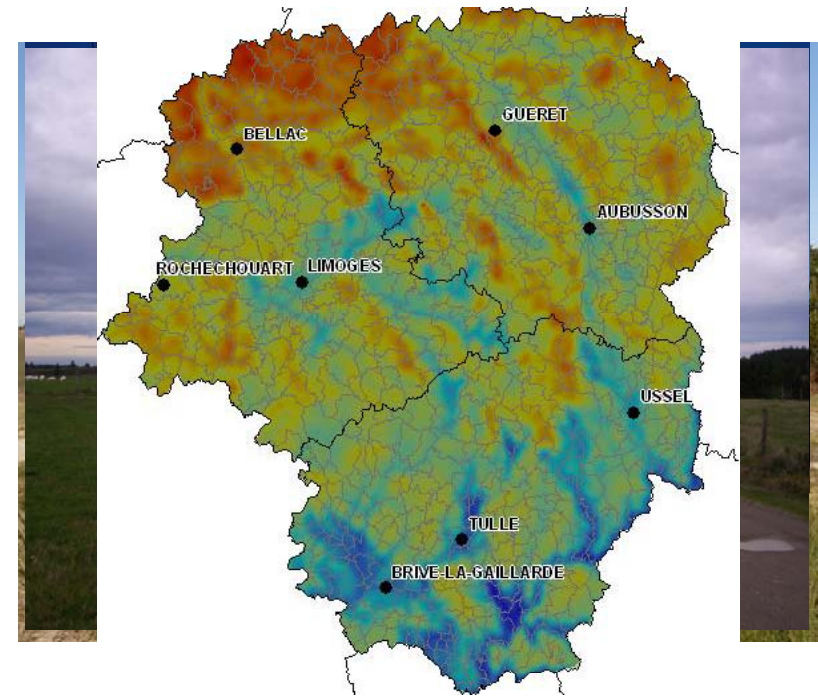 GUERET
BELLAC
AUBUSSON
ROCHECHOUART
LIMOGES
USSEL
TULLE
BRIVE-LA-GAILLARDE